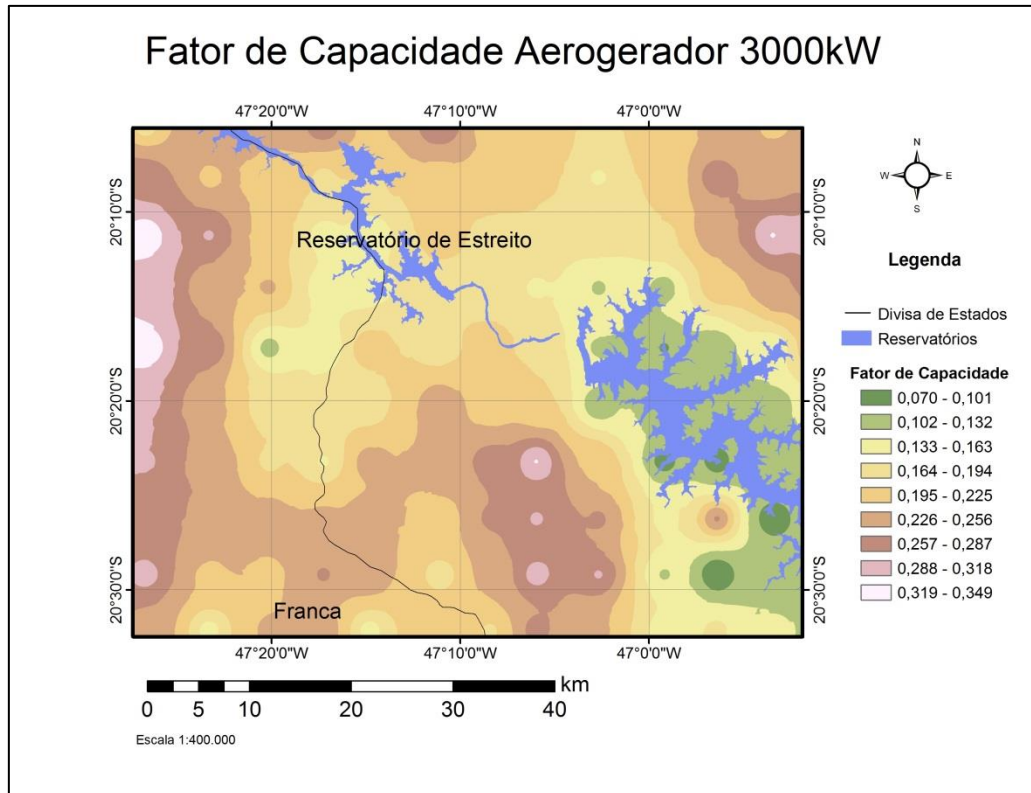 Fator de Capacidade Aerogerador 3000kW
47°20'0"W 47°10'0"W 47°0'0"W
N
W E
S
20°10'0"S 20°10'0"S
Reservatório de Estreito
Legenda
Divisa de Estados
Reservatórios
Fator de Capacidade
0,070 - 0,101
0,102 - 0,132
0,133 - 0,163
0,164 - 0,194
0,195 - 0,225
0,226 - 0,256
0,257 - 0,287
0,288 - 0,318
0,319 - 0,349
20°20'0"S 20°20'0"S
20°30'0"S 20°30'0"S
Franca
47°20'0"W 47°10'0"W 47°0'0"W
km
0 5 10 20 30 40
Escala 1:400.000